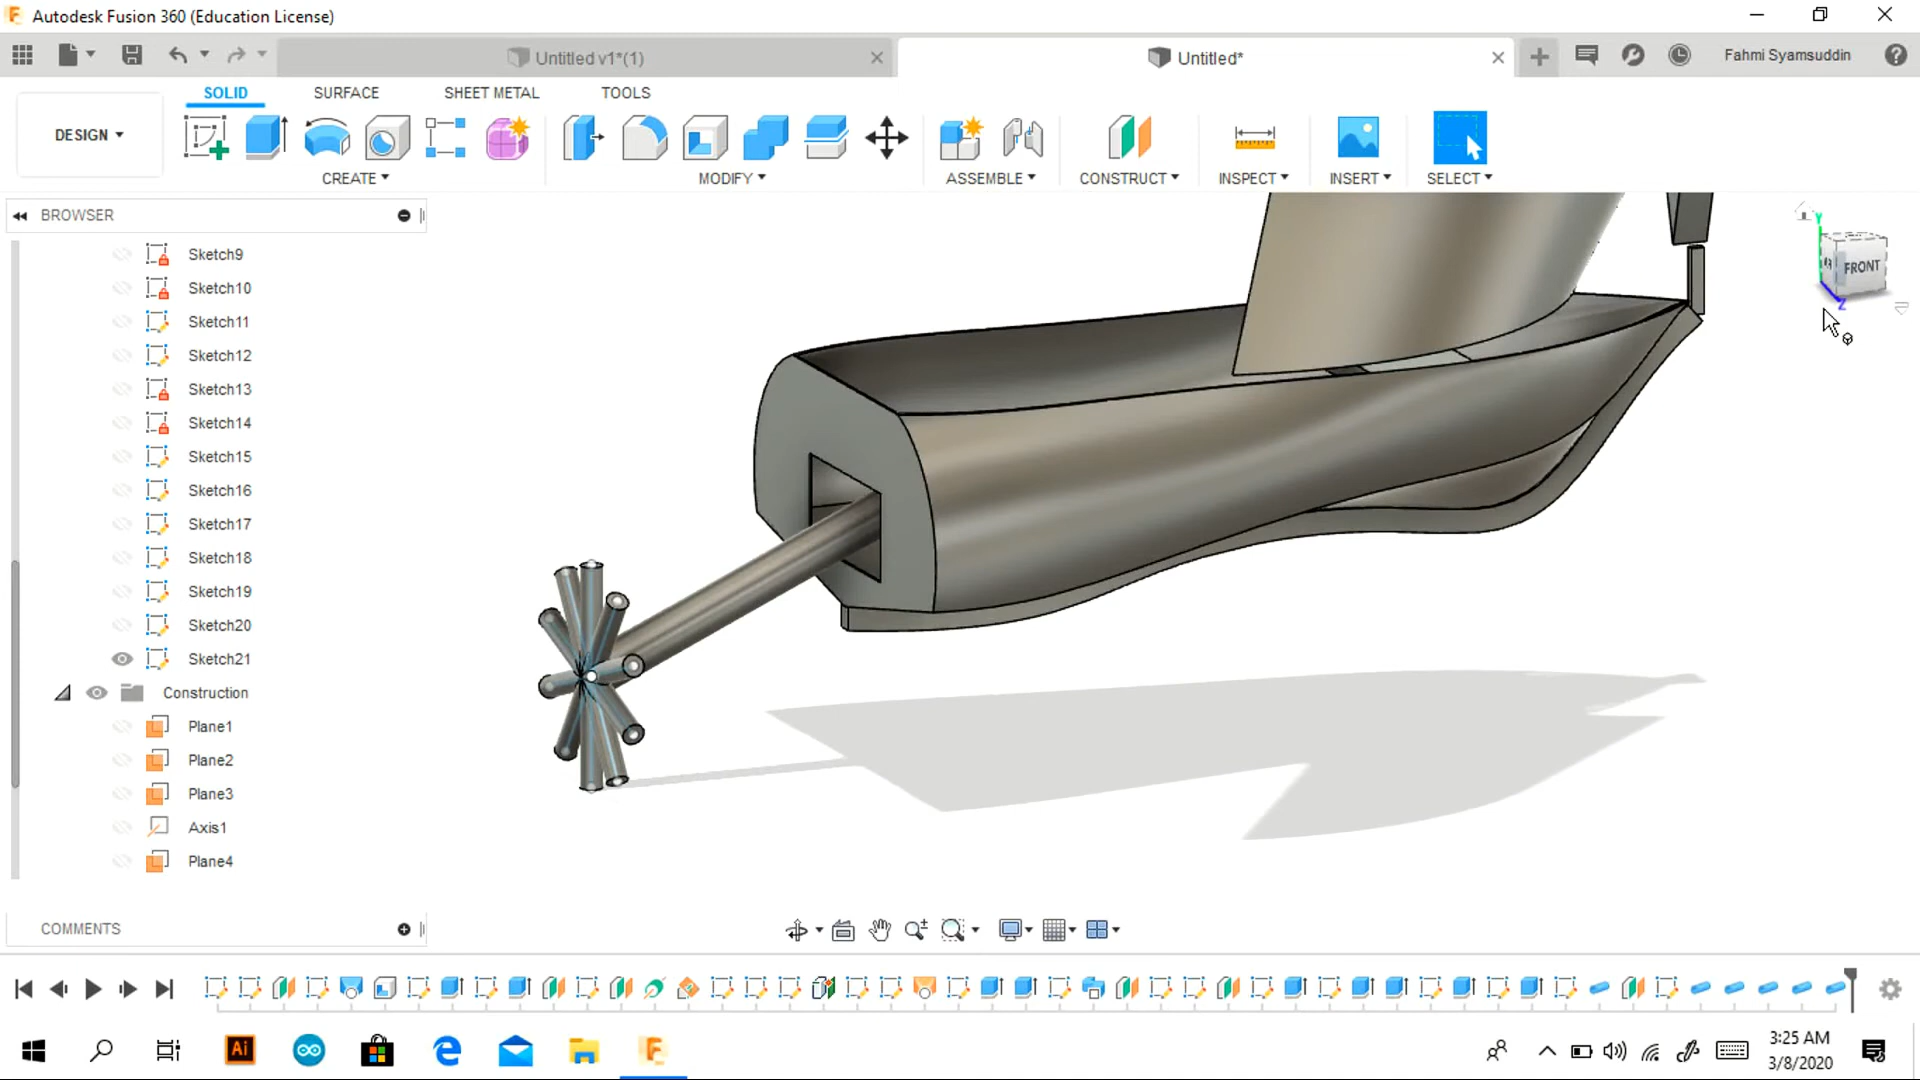 Autodesk Fusion 360 (Education License)
Untitled v1*(1)
Untitled*
Fahmi Syamsuddin
SOLID
SURFACE
SHEET METAL
TOOLS
DESIGN
CREATE
MODIFY
ASSEMBLE
CONSTRUCT
INSPECT
INSERT
SELECT
BROWSER
Sketch9
Sketch10
Sketch11
Sketch12
Sketch13
Sketch14
Sketch15
Sketch16
Sketch17
Sketch18
Sketch19
Sketch20
Sketch21
Construction
Plane1
Plane2
Plane3
Axis1
Plane4
Y
FRONT
Z
COMMENTS
Ai
3:25 AM
3/8/2020